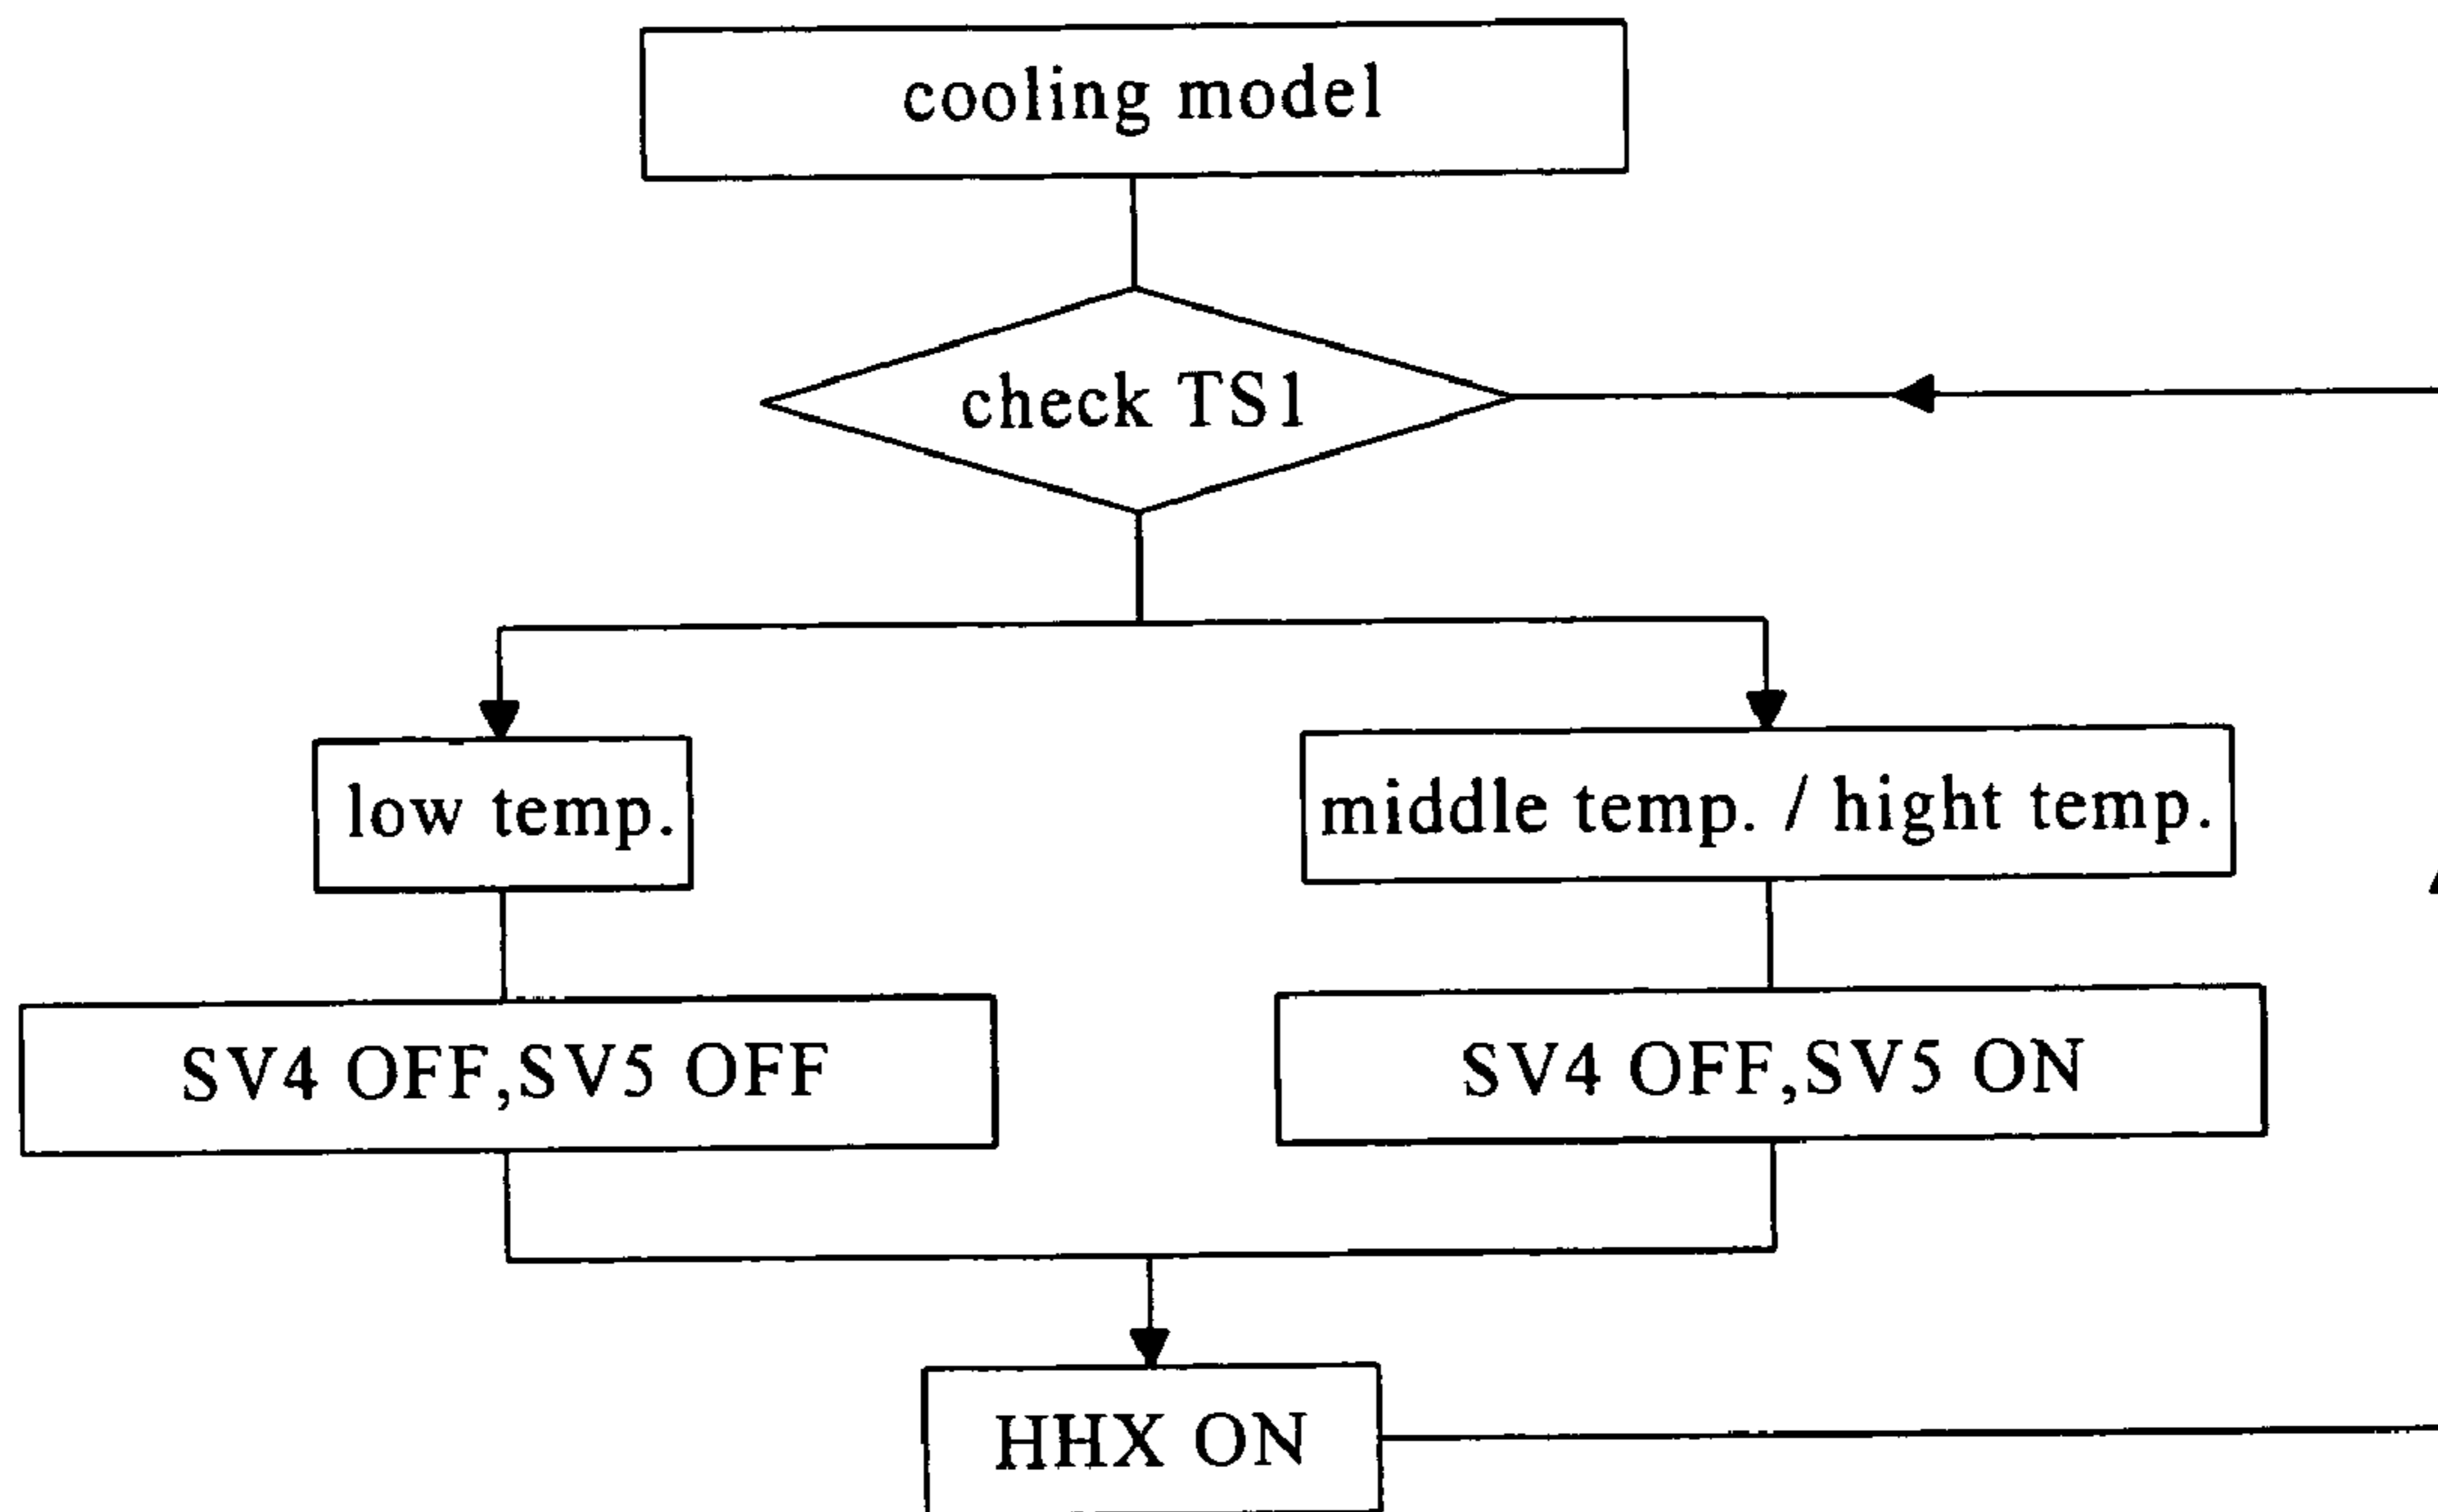 cooling model
check TS1
low temp.
middle temp. / hight temp.
SV4 OFF,SV5 OFF
SV4 OFF,SV5 ON
HHX ON